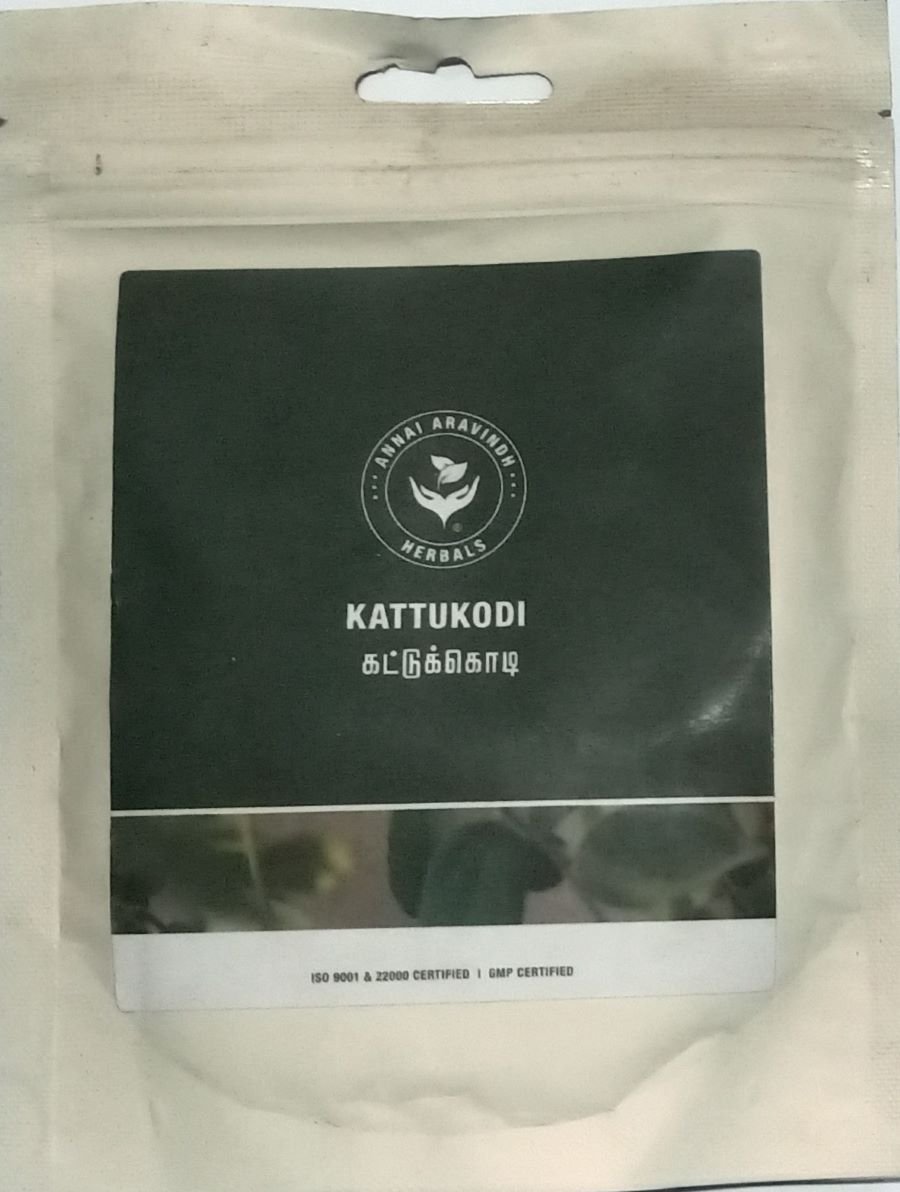 ANNAI ARAVINDH
HERBALS
KATTUKODI
கட்டுக்கொடி
ISO 9001 & 22000 CERTIFIED | GMP CERTIFIED